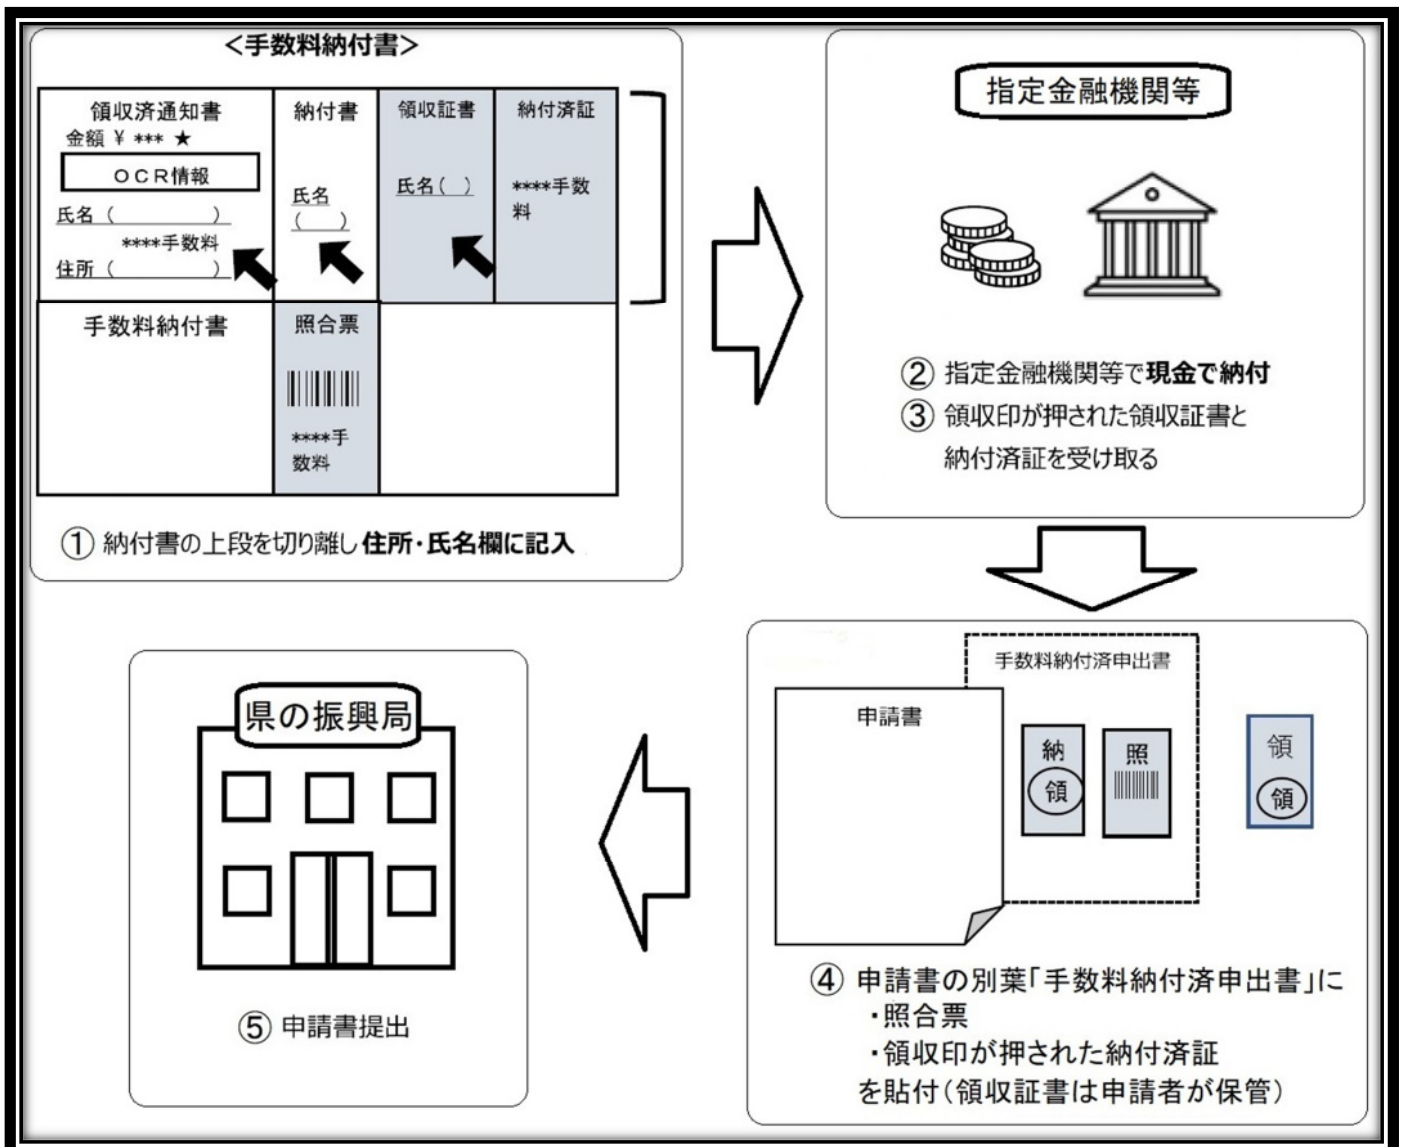 <手数料納付書>
領収済通知書
金額 ¥ *** ★
OCR情報
氏名 (　　　　)
****手数料
住所 (　　　　)
納付書
氏名
(　　)
領収証書
氏名(　)
納付済証
****手数
料
手数料納付書
照合票
****手
数料
① 納付書の上段を切り離し 住所・氏名欄に記入
指定金融機関等
② 指定金融機関等で現金で納付
③ 領収印が押された領収証書と
納付済証を受け取る
手数料納付済申出書
申請書
納
領
照
領
領
④ 申請書の別葉「手数料納付済申出書」に
・照合票
・領収印が押された納付済証
を貼付(領収証書は申請者が保管)
県の振興局
⑤ 申請書提出